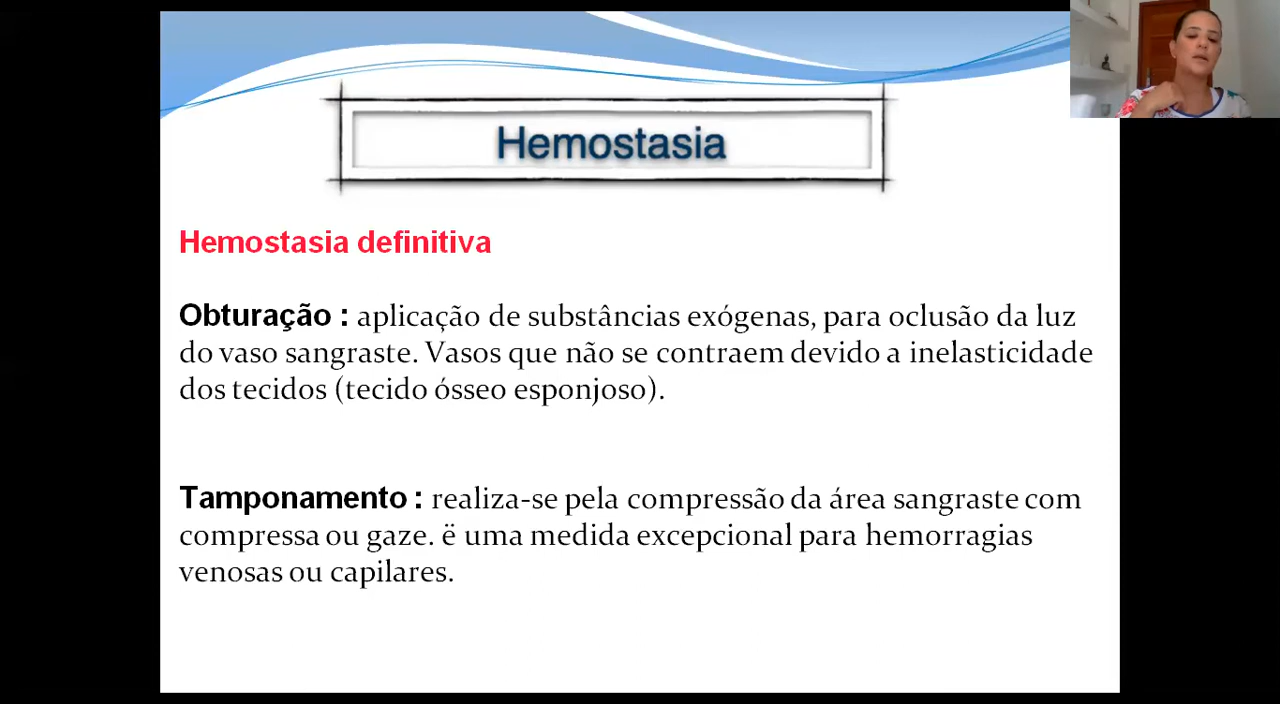 Hemostasia
Hemostasia definitiva
Obturação : aplicação de substâncias exógenas, para oclusão da luz
do vaso sangraste. Vasos que não se contraem devido a inelasticidade
dos tecidos (tecido ósseo esponjoso).
Tamponamento : realiza-se pela compressão da área sangraste com
compressa ou gaze. ë uma medida excepcional para hemorragias
venosas ou capilares.